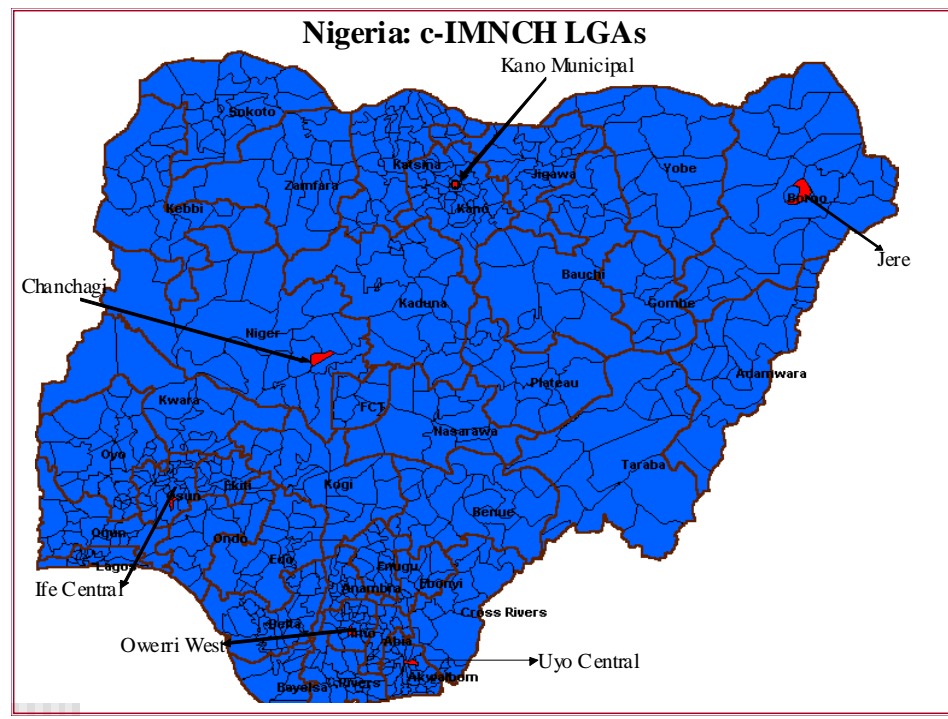 Nigeria: c-IMNCH LGAs
Kano Municipal
Sokoto
Katsina
Zamfara
Jigawa
Yobe
Kebbi
Kano
Borno
Jere
Bauchi
Chanchagi
Kaduna
Gombe
Niger
Adamwara
Plateau
Kwara
FCT
Nasarawa
Oyo
Taraba
Ekiti
Kogi
Osun
Benue
Ogun
Ondo
Edo
Lagos
Enugu
Ebonyi
Ife Central
Anambra
Cross Rivers
Delta
Imo
Abia
Owerri West
Uyo Central
Akwaibom
Rivers
Bayelsa